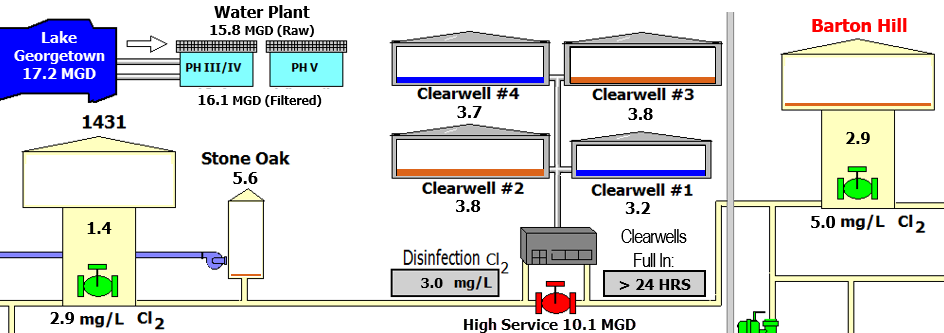 Water Plant
15.8 MGD (Raw)
Lake
Georgetown
17.2 MGD
PH III/IV
PH V
16.1 MGD (Filtered)
1431
1.4
2.9 mg/L Cl2
Stone Oak
5.6
Clearwell #4
3.7
Clearwell #3
3.8
Clearwell #2
3.8
Clearwell #1
3.2
Disinfection Cl2
3.0 mg/L
Clearwells
Full In:
> 24 HRS
High Service 10.1 MGD
Barton Hill
2.9
5.0 mg/L Cl2